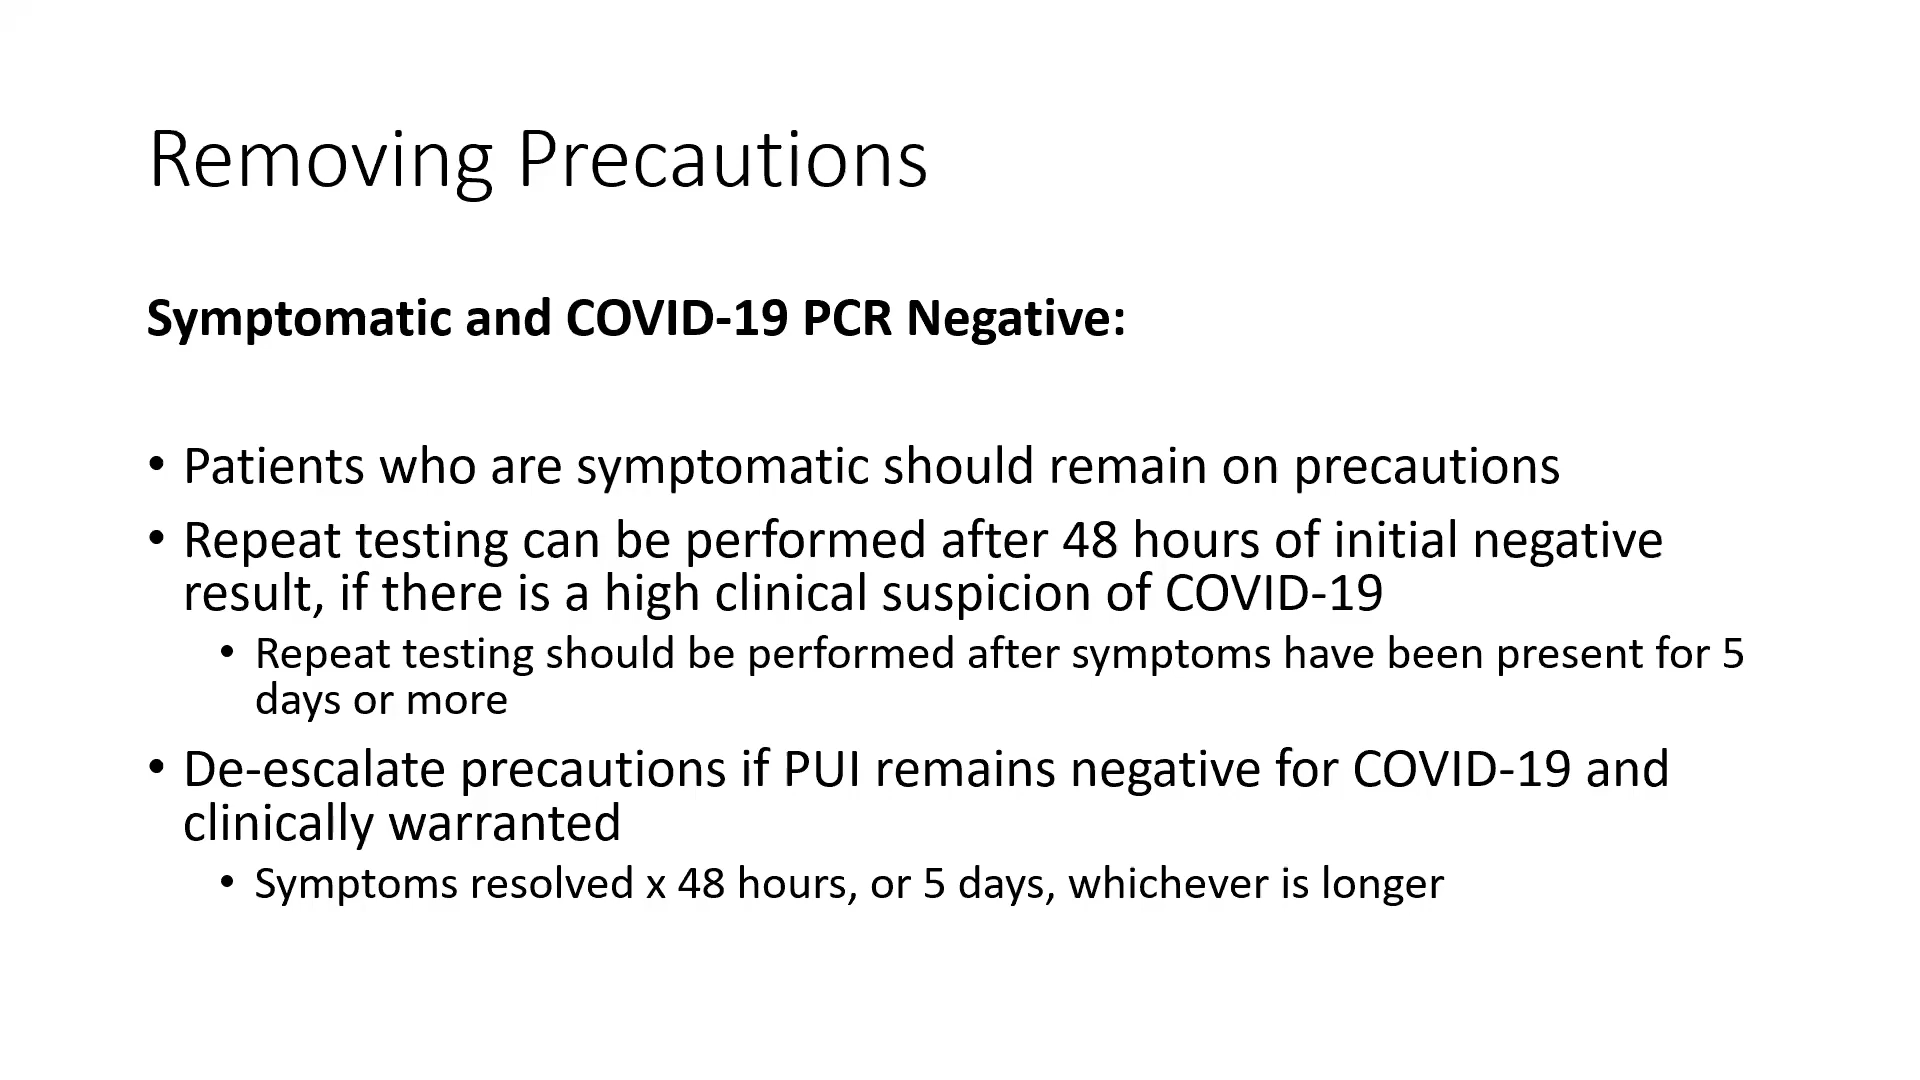 Removing Precautions
Symptomatic and COVID-19 PCR Negative:
• Patients who are symptomatic should remain on precautions
• Repeat testing can be performed after 48 hours of initial negative
result, if there is a high clinical suspicion of COVID-19
• Repeat testing should be performed after symptoms have been present for 5
days or more
• De-escalate precautions if PUI remains negative for COVID-19 and
clinically warranted
• Symptoms resolved x 48 hours, or 5 days, whichever is longer